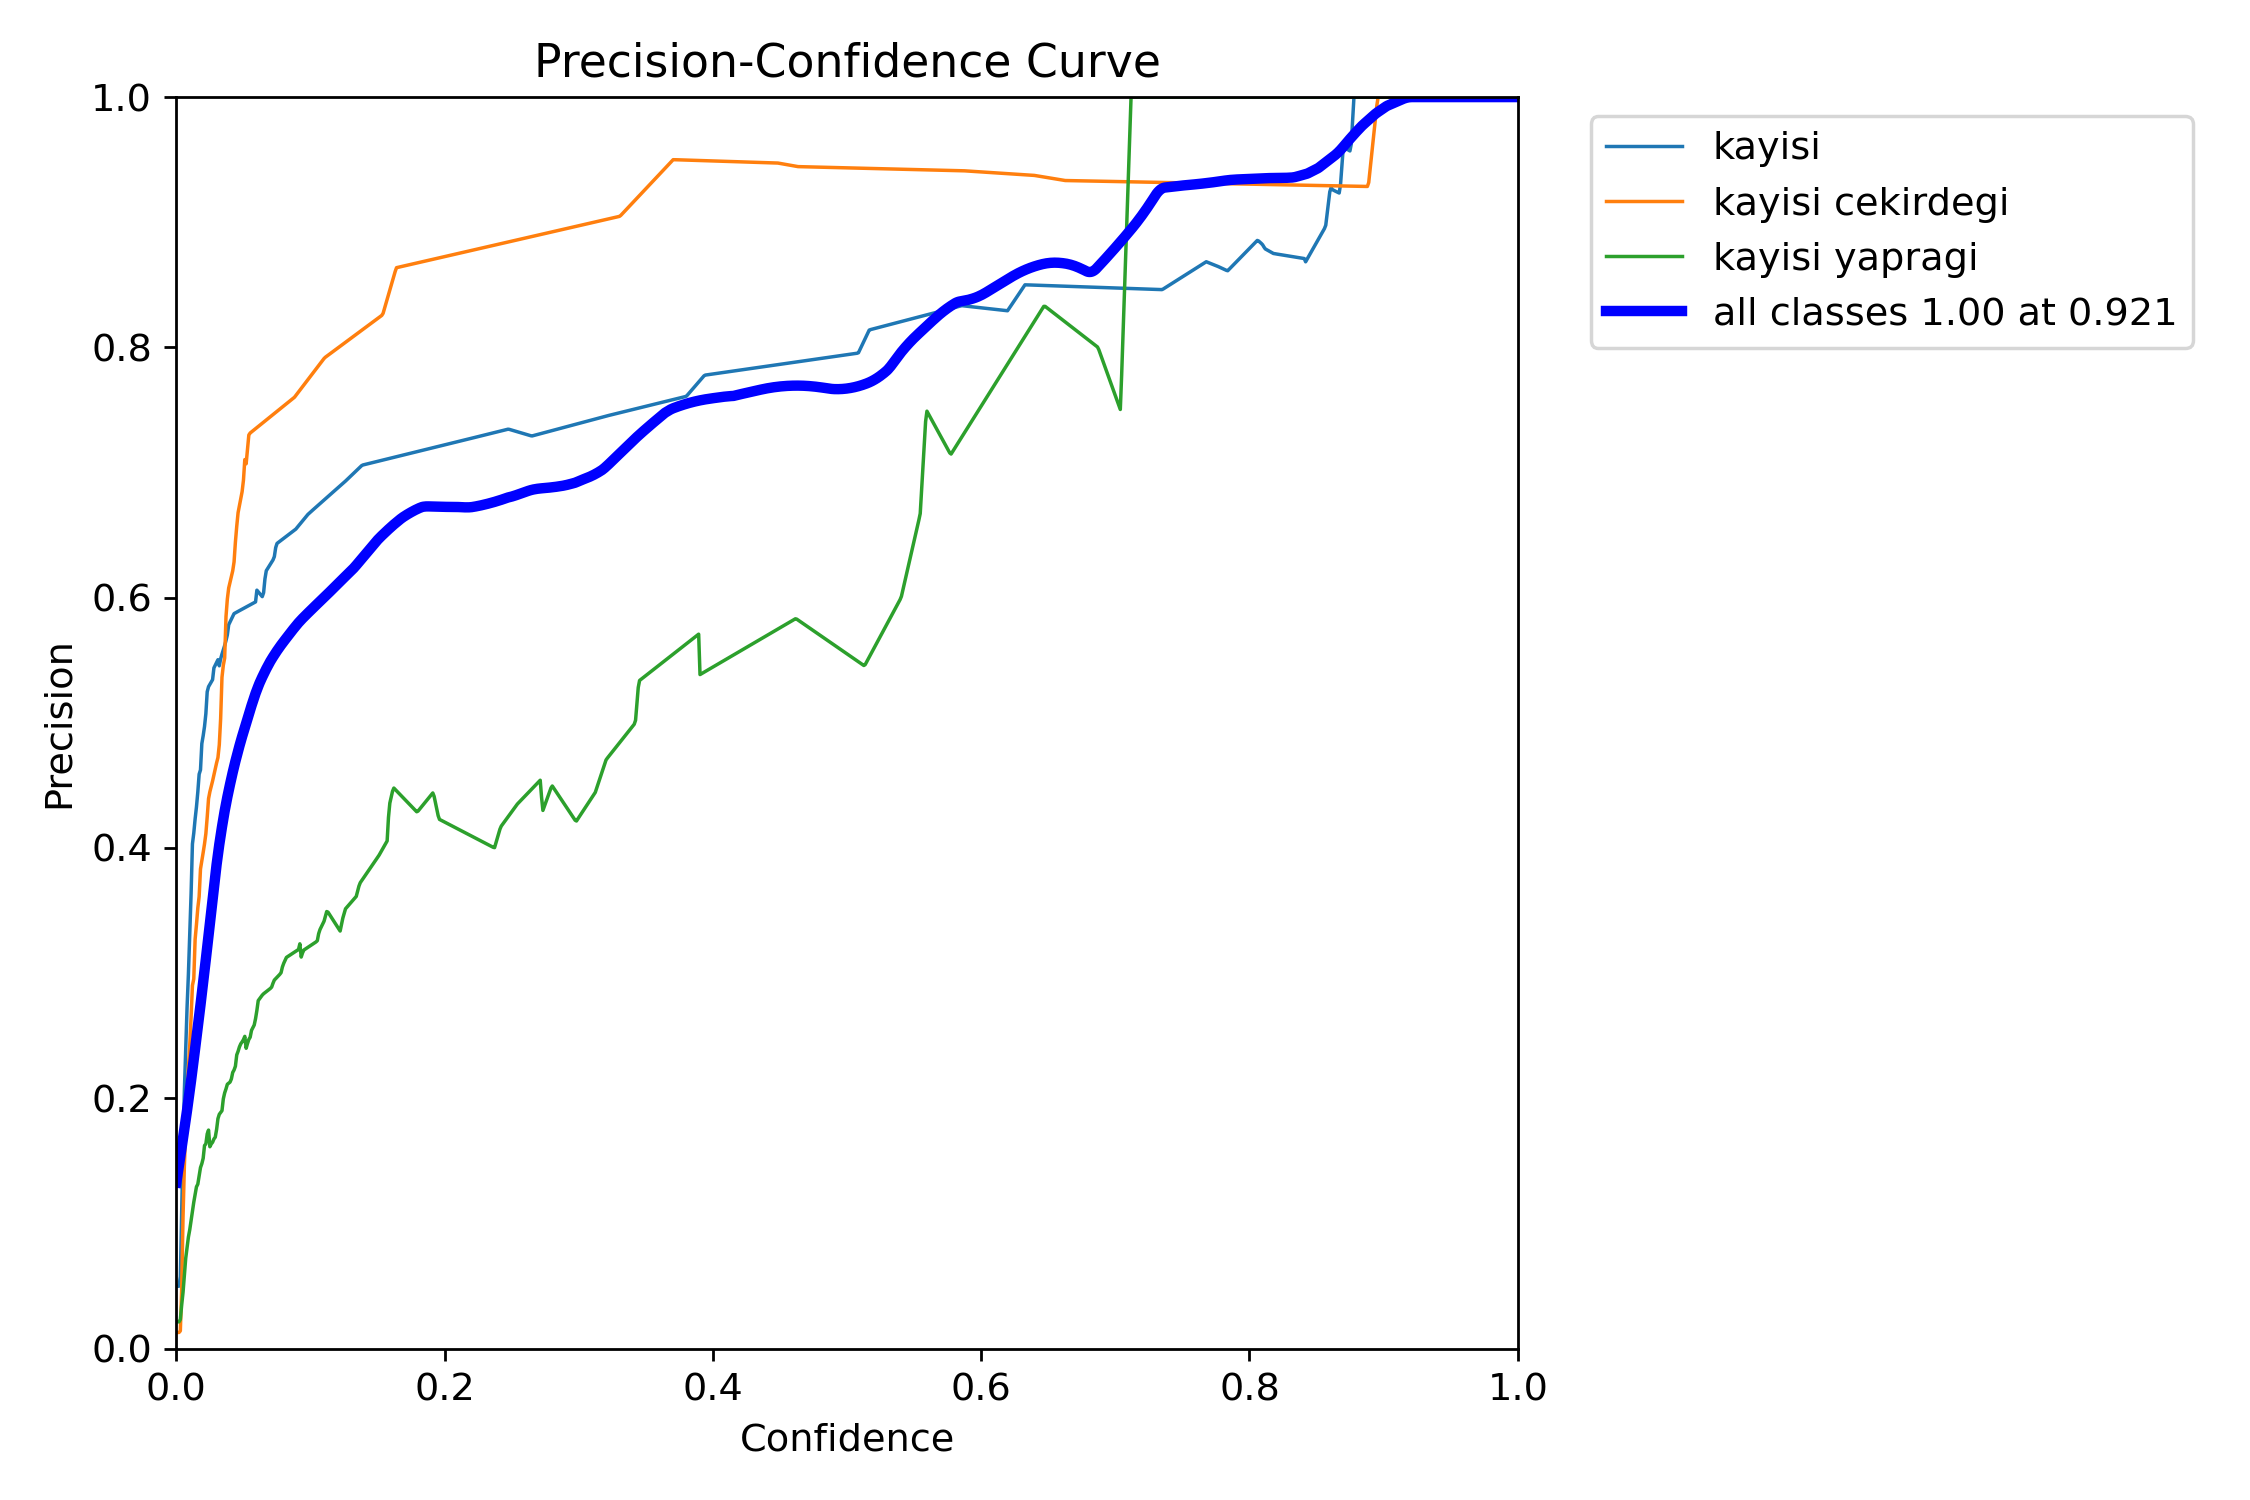 Precision-Confidence Curve
1.0
0.8
0.6
0.4
0.2
0.0
Precision
0.0 0.2 0.4 0.6 0.8 1.0
Confidence
kayisi
kayisi cekirdegi
kayisi yapragi
all classes 1.00 at 0.921